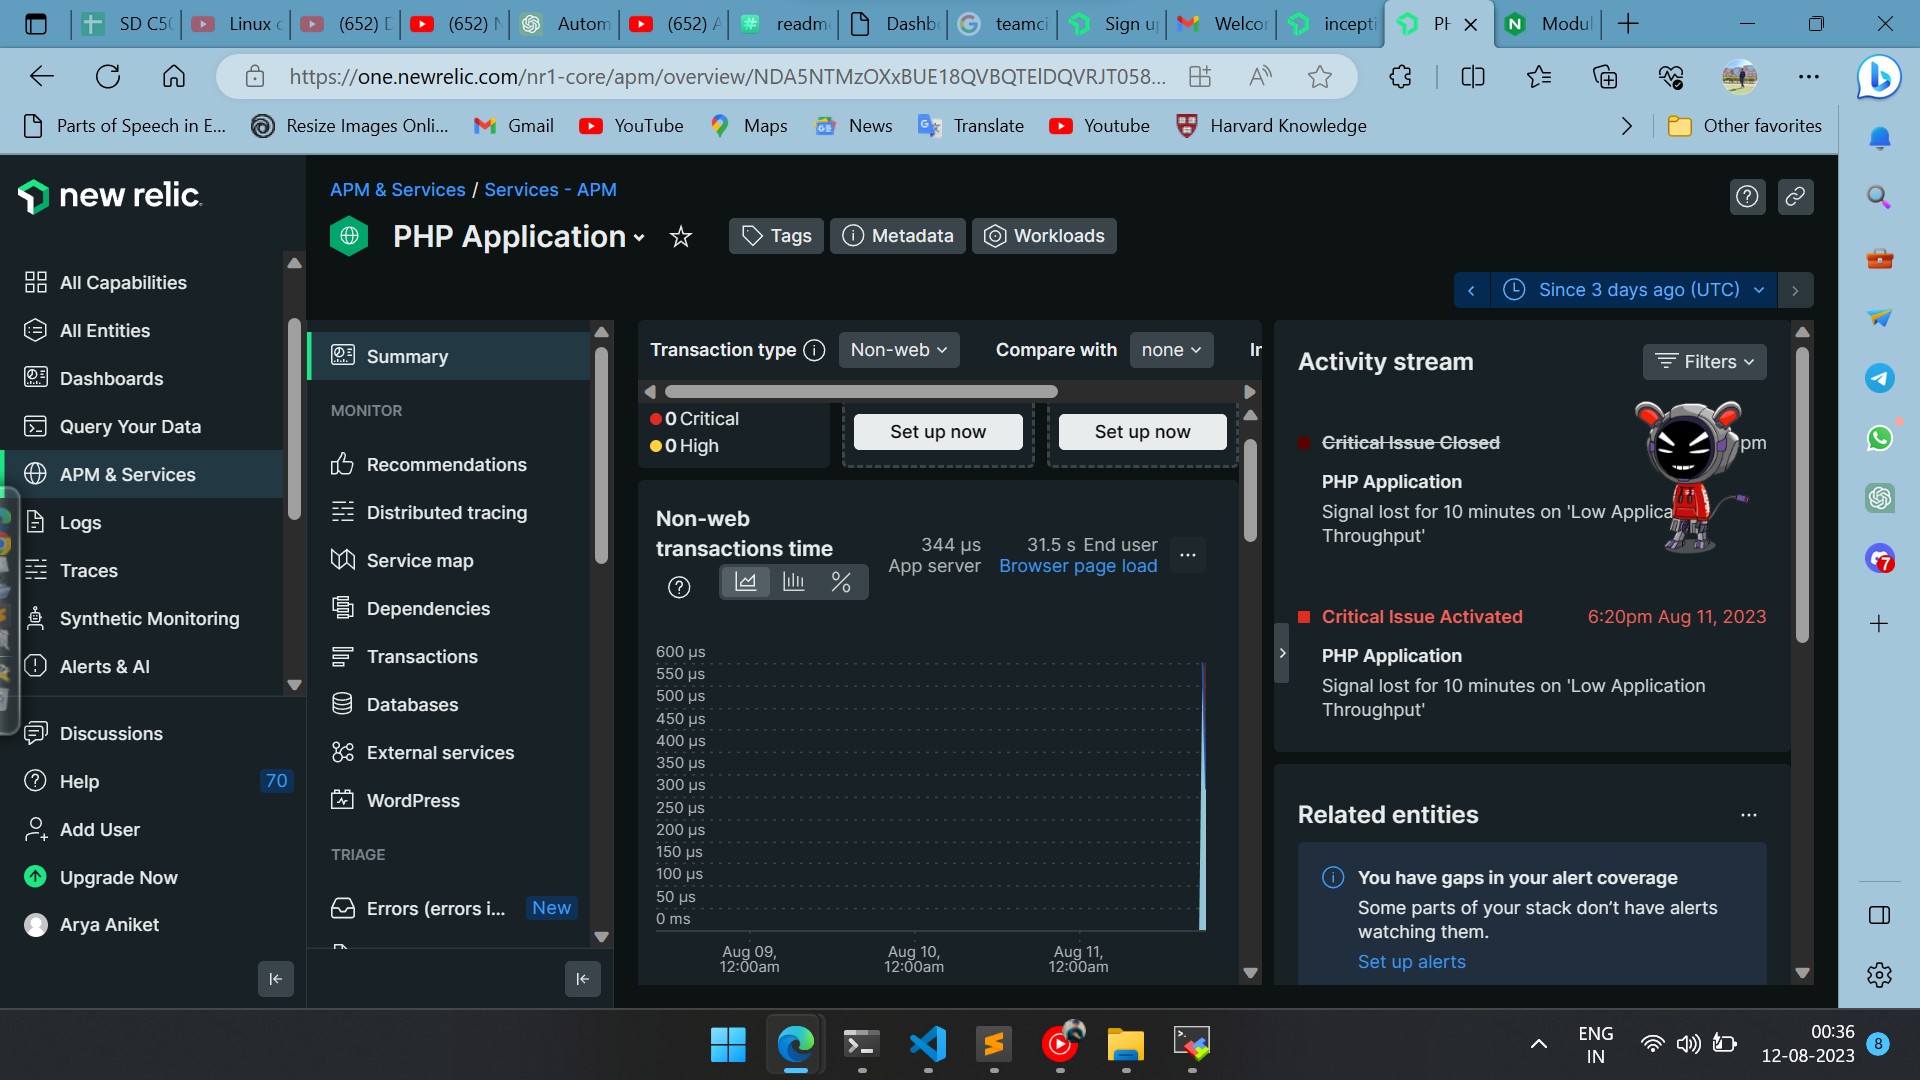 SD C50
Linux c
(652) D
(652) N
Autom
(652) A
readm
Dashb
teamci
Sign up
Welcor
incepti
PH
Modul
https://one.newrelic.com/nr1-core/apm/overview/NDA5NTMzOXxBUE18QVBQTElDQVRJT058...
Parts of Speech in E...
Resize Images Onli...
Gmail
YouTube
Maps
News
Translate
Youtube
Harvard Knowledge
Other favorites
new relic.
All Capabilities
All Entities
Dashboards
Query Your Data
APM & Services
Logs
Traces
Synthetic Monitoring
Alerts & AI
Discussions
Help 70
Add User
Upgrade Now
Arya Aniket
APM & Services / Services - APM
PHP Application
Tags
Metadata
Workloads
Since 3 days ago (UTC)
Summary
MONITOR
Recommendations
Distributed tracing
Service map
Dependencies
Transactions
Databases
External services
WordPress
TRIAGE
Errors (errors i... New
Transaction type Non-web
Compare with none
In
0 Critical
0 High
Set up now
Set up now
Non-web
transactions time
344 µs
App server
31.5 s End user
Browser page load
600 µs
550 µs
500 µs
450 µs
400 µs
350 µs
300 µs
250 µs
200 µs
150 µs
100 µs
50 µs
0 ms
Aug 09,
12:00am
Aug 10,
12:00am
Aug 11,
12:00am
Activity stream
Filters
Critical Issue Closed pm
PHP Application
Signal lost for 10 minutes on 'Low Applica
Throughput'
Critical Issue Activated 6:20pm Aug 11, 2023
PHP Application
Signal lost for 10 minutes on 'Low Application
Throughput'
Related entities
You have gaps in your alert coverage
Some parts of your stack don't have alerts
watching them.
Set up alerts
7
ENG
IN
00:36
12-08-2023
8